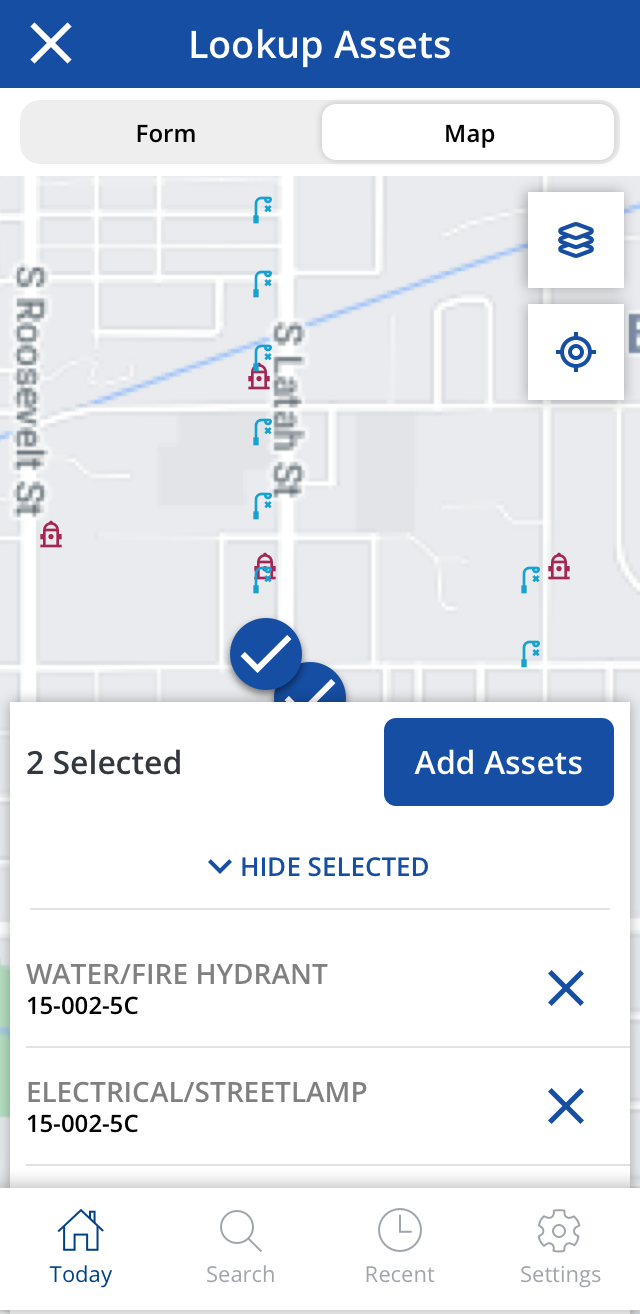 Lookup Assets
Form
Map
S Roosevelt St
S Latah St
2 Selected
Add Assets
HIDE SELECTED
WATER/FIRE HYDRANT
15-002-5C
ELECTRICAL/STREETLAMP
15-002-5C
Today
Search
Recent
Settings